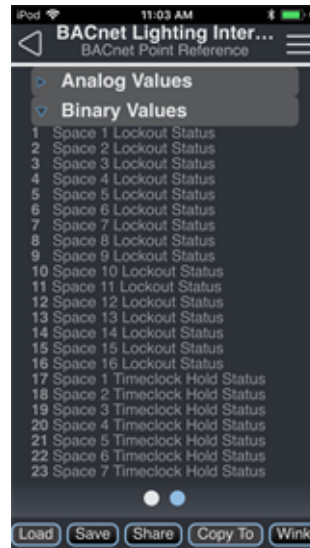 iPod 11:03 AM
BACnet Lighting Inter...
BACnet Point Reference
Analog Values
Binary Values
1 Space 1 Lockout Status
2 Space 2 Lockout Status
3 Space 3 Lockout Status
4 Space 4 Lockout Status
5 Space 5 Lockout Status
6 Space 6 Lockout Status
7 Space 7 Lockout Status
8 Space 8 Lockout Status
9 Space 9 Lockout Status
10 Space 10 Lockout Status
11 Space 11 Lockout Status
12 Space 12 Lockout Status
13 Space 13 Lockout Status
14 Space 14 Lockout Status
15 Space 15 Lockout Status
16 Space 16 Lockout Status
17 Space 1 Timeclock Hold Status
18 Space 2 Timeclock Hold Status
19 Space 3 Timeclock Hold Status
20 Space 4 Timeclock Hold Status
21 Space 5 Timeclock Hold Status
22 Space 6 Timeclock Hold Status
23 Space 7 Timeclock Hold Status
Load Save Share Copy To Wink